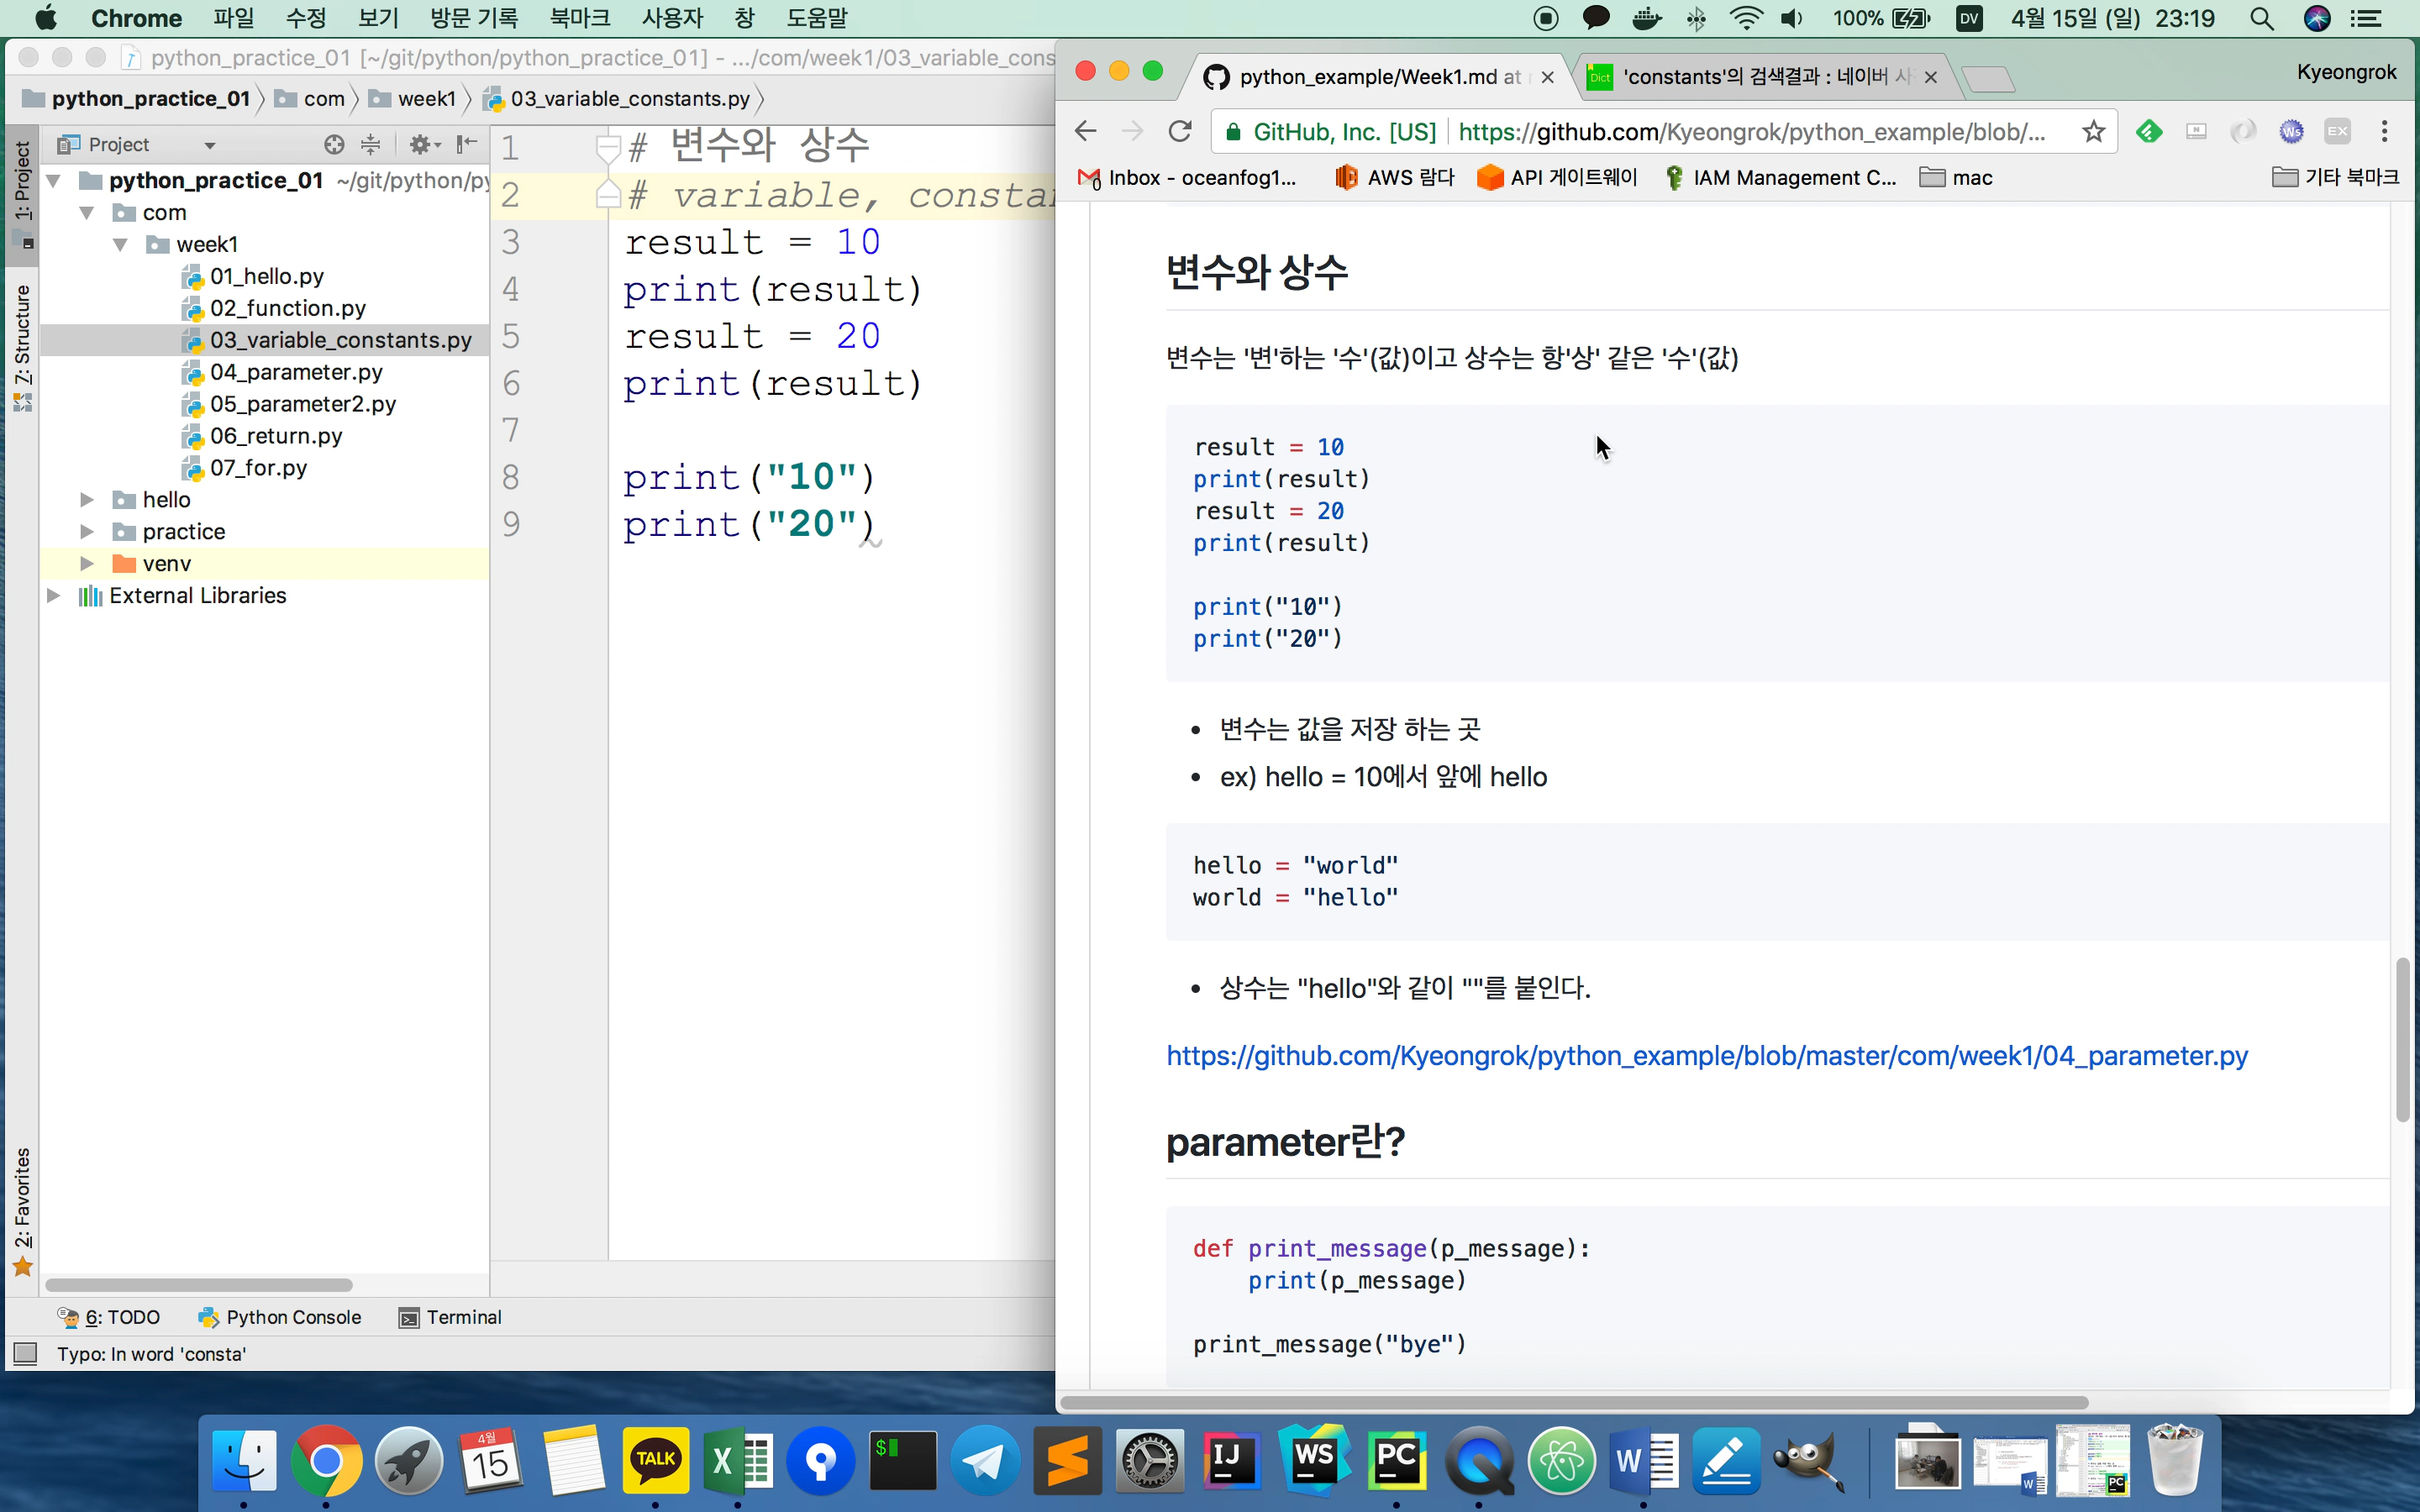 Chrome 파일 수정 보기 방문 기록 북마크 사용자 창 도움말 100% DV 4월 15일 (일) 23:19
python_practice_01 [~/git/python/python_practice_01] - .../com/week1/03_variable_cons
python_practice_01 com week1 03_variable_constants.py
1: Project
Z: Structure
2: Favorites
Project
python_practice_01 ~/git/python/py
com
week1
01_hello.py
02_function.py
03_variable_constants.py
04_parameter.py
05_parameter2.py
06_return.py
07_for.py
hello
practice
venv
External Libraries
1 # 변수와 상수
2 # variable, consta
3 result = 10
4 print(result)
5 result = 20
6 print(result)
7
8 print("10")
9 print("20")
6: TODO Python Console Terminal
Typo: In word 'consta'
python_example/Week1.md at Dict 'constants'의 검색결과 : 네이버 사 Kyeongrok
GitHub, Inc. [US] https://github.com/Kyeongrok/python_example/blob/... Ws EX
Inbox - oceanfog1... AWS 람다 API 게이트웨이 IAM Management C... mac 기타 북마크
변수와 상수
변수는 '변'하는 '수'(값)이고 상수는 항'상' 같은 '수'(값)
result = 10
print(result)
result = 20
print(result)
print("10")
print("20")
• 변수는 값을 저장 하는 곳
• ex) hello = 10에서 앞에 hello
hello = "world"
world = "hello"
• 상수는 "hello"와 같이 ""를 붙인다.
https://github.com/Kyeongrok/python_example/blob/master/com/week1/04_parameter.py
parameter란?
def print_message(p_message):
print(p_message)
print_message("bye")
4월 15 TALK X $ IJ WS PC W W PC